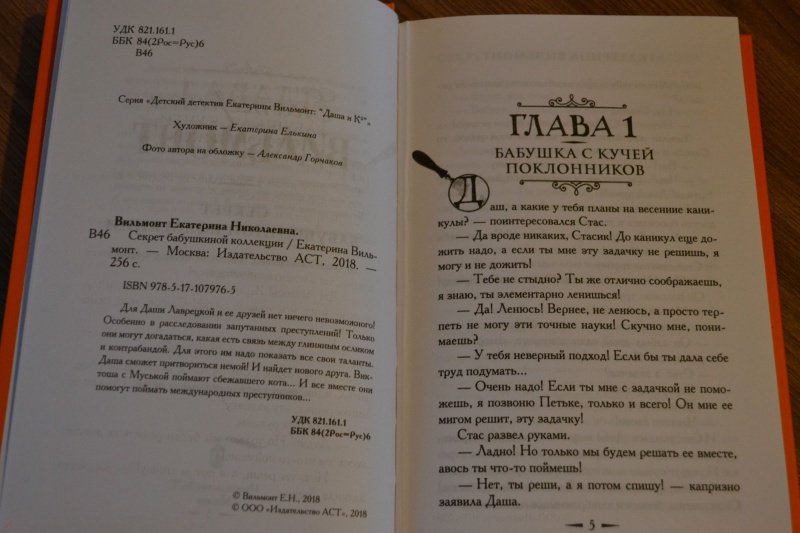 УДК 821.161.1
ББК 84(2Рос=Рус)6
В46
Серия «Детский детектив Екатерины Вильмонт: "Даша и К°"».
Художник — Екатерина Елькина
Фото автора на обложку — Александр Горчаков
Вильмонт Екатерина Николаевна.
В46 Секрет бабушкиной коллекции / Екатерина Виль-
монт. — Москва: Издательство АСТ, 2018. —
256 с.
ISBN 978-5-17-107976-5
Для Даши Лаврецкой и ее друзей нет ничего невозможного!
Особенно в расследовании запутанных преступлений! Только
они могут догадаться, какая есть связь между глиняным осликом
и контрабандой. Для этого им надо показать все свои таланты.
Даша сможет притвориться немой! И найдет нового друга. Вик-
тоша с Муськой поймают сбежавшего кота... И все вместе они
помогут поймать международных преступников...
УДК 821.161.1
ББК 84(2Рос=Рус)6
© Вильмонт Е.Н., 2018
© ООО «Издательство АСТ», 2018
ГЛАВА 1
БАБУШКА С КУЧЕЙ
ПОКЛОННИКОВ
Даш, а какие у тебя планы на весенние кани-
кулы? — поинтересовался Стас.
— Да вроде никаких, Стасик! До каникул еще до-
жить надо, а если ты мне эту задачку не решишь, я
могу и не дожить!
— Тебе не стыдно? Ты же отлично соображаешь,
я знаю, ты элементарно ленишься!
— Да! Ленюсь! Вернее, не ленюсь, а просто тер-
петь не могу эти точные науки! Скучно мне, пони-
маешь?
— У тебя неверный подход! Если бы ты дала себе
труд подумать...
— Очень надо! Если ты мне с задачкой не помо-
жешь, я позвоню Петьке, только и всего! Он мне ее
мигом решит, эту задачку!
Стас развел руками.
— Ладно! Но только мы будем решать ее вместе,
авось ты что-то поймешь!
— Нет, ты реши, а я потом спишу! — капризно
заявила Даша.
5